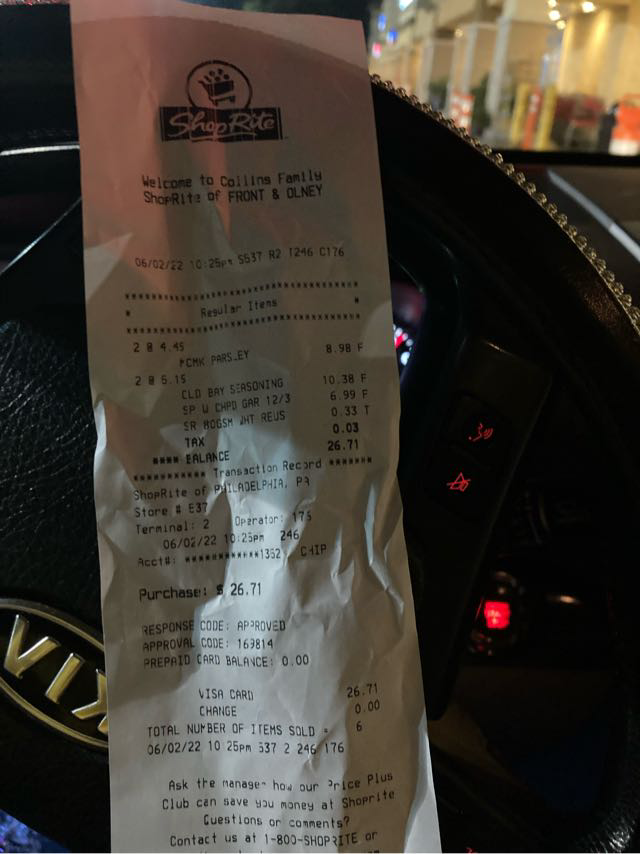 ShopRite
Welcome to Collins Family
ShopRite of FRONT & OLNEY
06/02/22 10:25pm S537 R2 T246 C176
************************************
* Regular Items *
************************************
2 @ 4.45
MCMK PARSLEY 8.98 F
2 @ 5.15
OLD BAY SEASONING 10.38 F
SP W CHPD GAR 12/3 6.99 F
SR 80GSM WHT REUS 0.33 T
TAX 0.03
**** BALANCE 26.71
********** Transaction Record *******
ShopRite of PHILADELPHIA, PA
Store # E37
Terminal: 2 Operator: 176
06/02/22 10:25pm 246
Acct#: ************1352 CHIP
Purchase: $ 26.71
RESPONSE CODE: APPROVED
APPROVAL CODE: 169814
PREPAID CARD BALANCE: 0.00
VISA CARD 26.71
CHANGE 0.00
TOTAL NUMBER OF ITEMS SOLD = 6
06/02/22 10 25pm 537 2 246 176
Ask the manager how our Price Plus
Club can save you money at Shoprite
Questions or comments?
Contact us at 1-800-SHOPRITE or
KIA